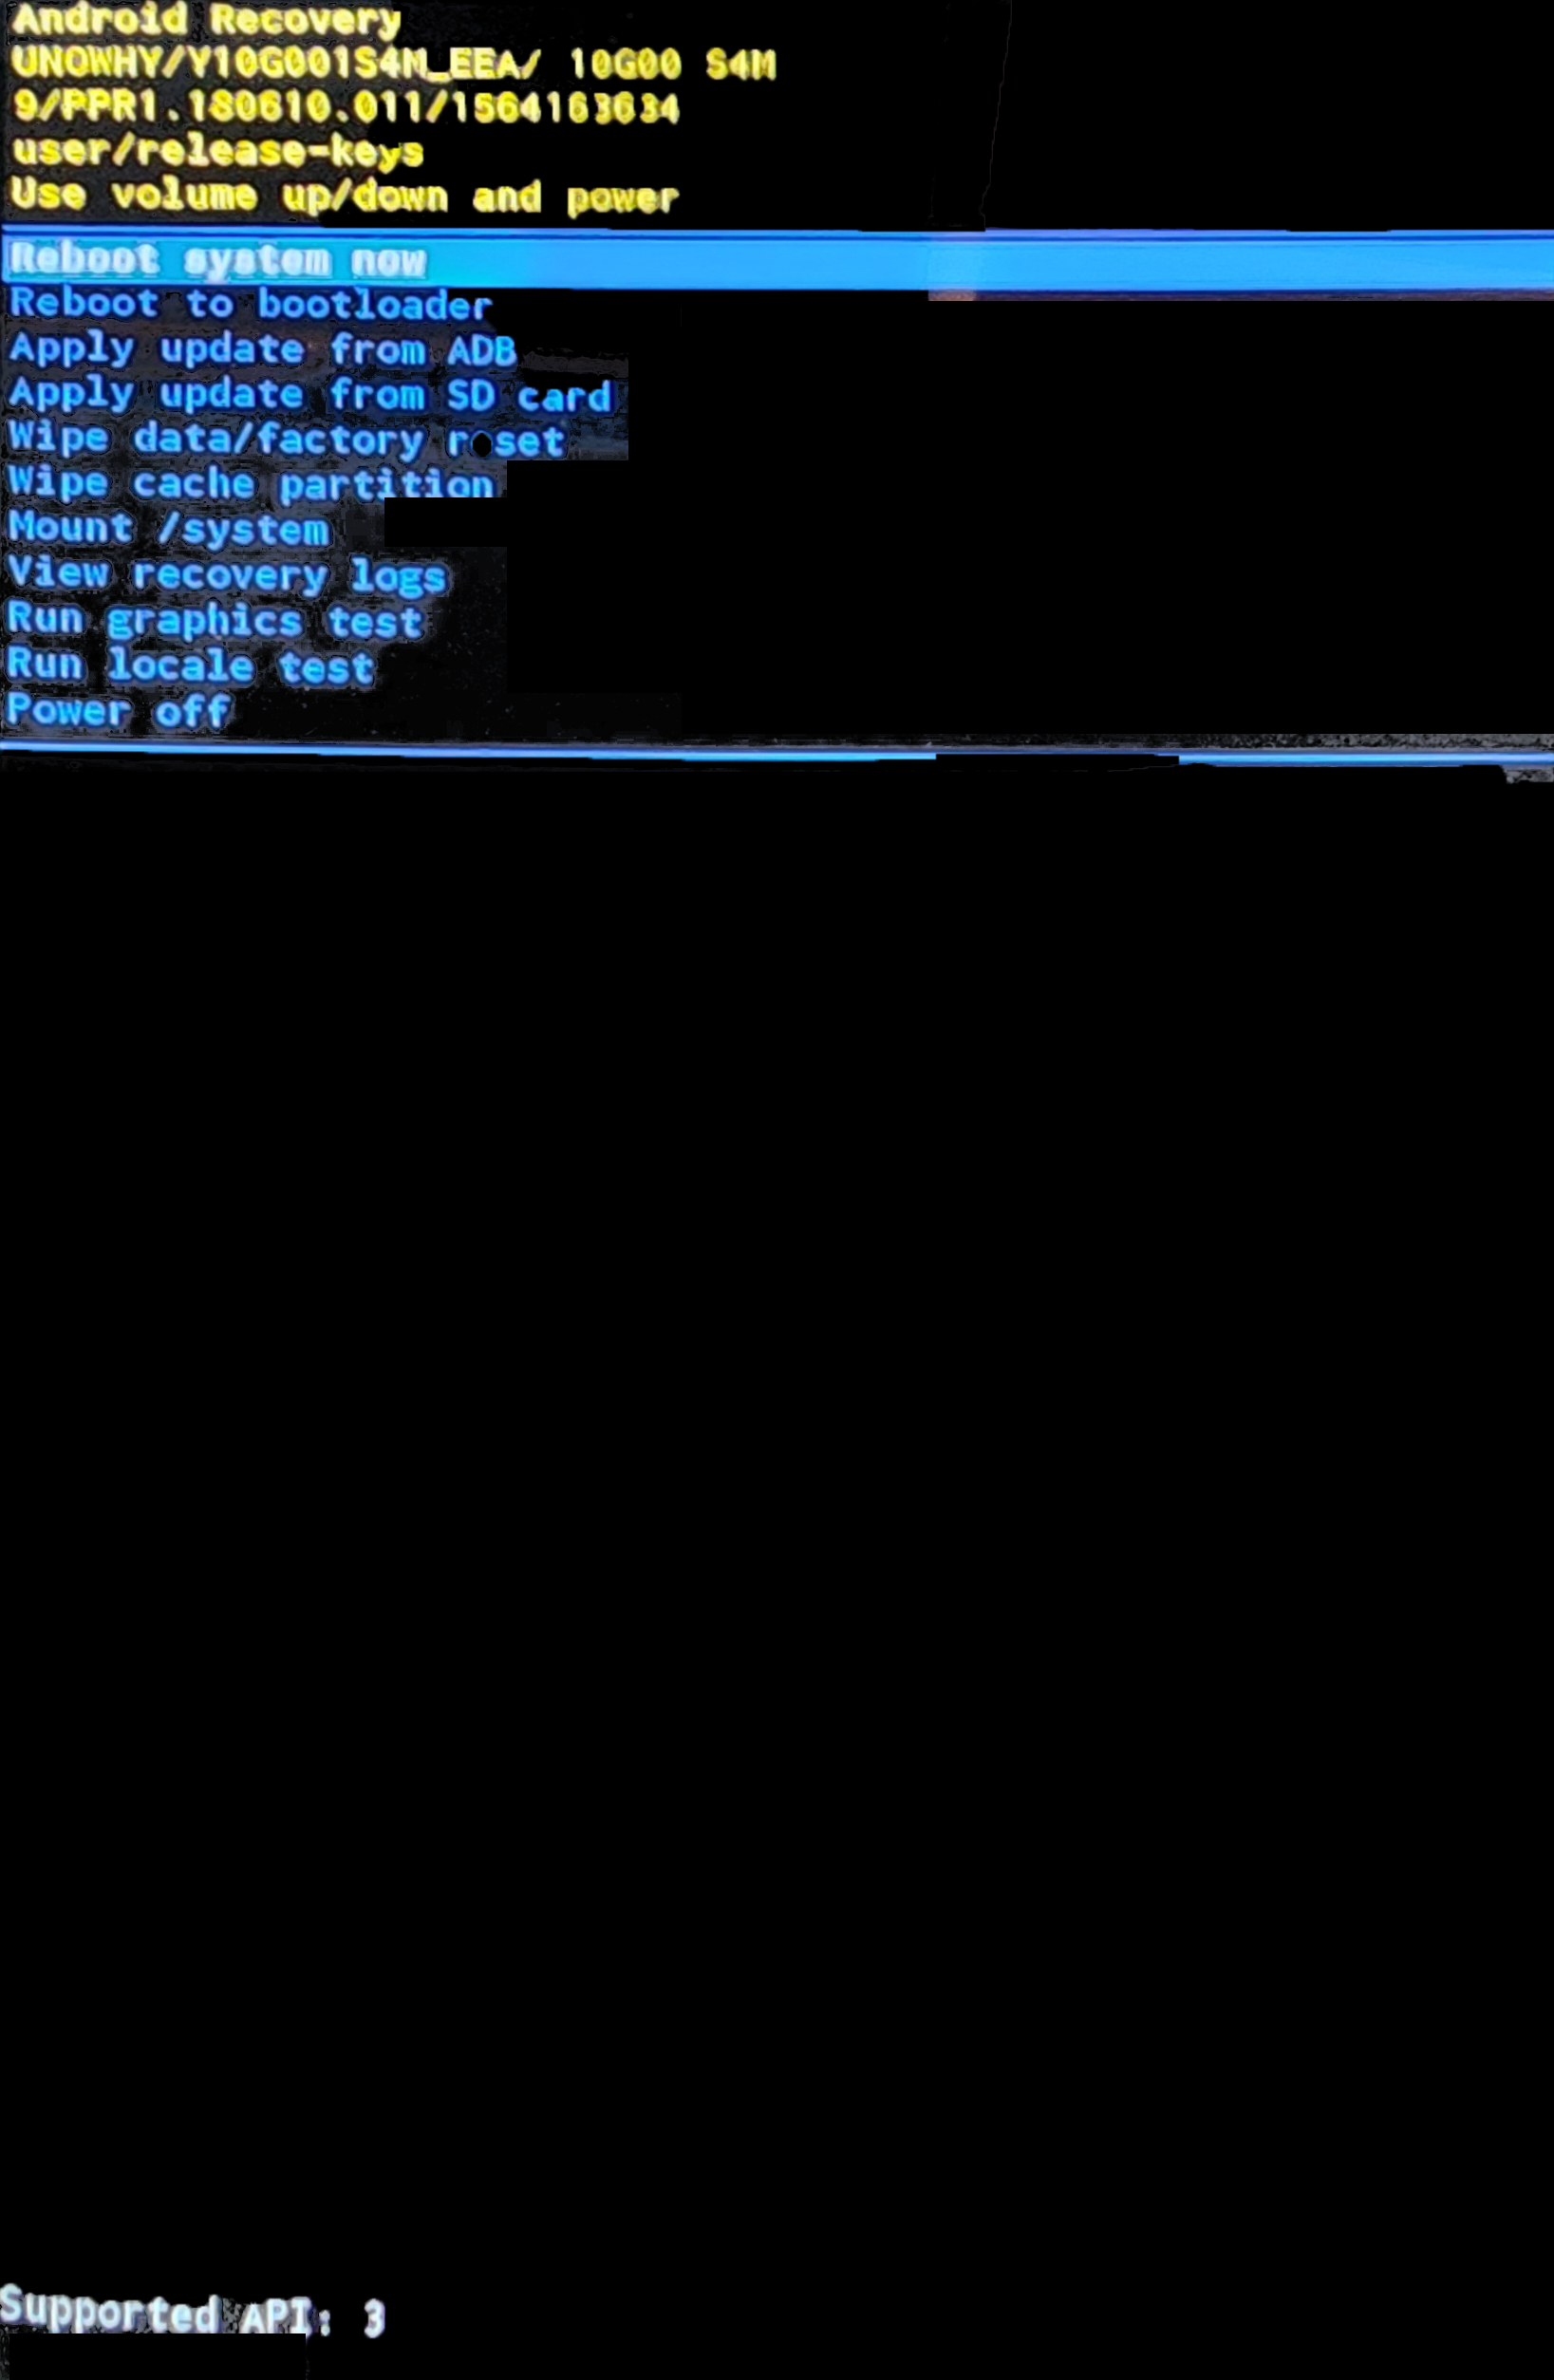 Android Recovery
UNOWHY/Y10G001S4M_EEA/ 10G00 S4M
9/PPR1.180610.011/1564163634
user/release-keys
Use volume up/down and power
Reboot system now
Reboot to bootloader
Apply update from ADB
Apply update from SD card
Wipe data/factory r set
Wipe cache partition
Mount /system
View recovery logs
Run graphics test
Run locale test
Power off
Supported API: 3